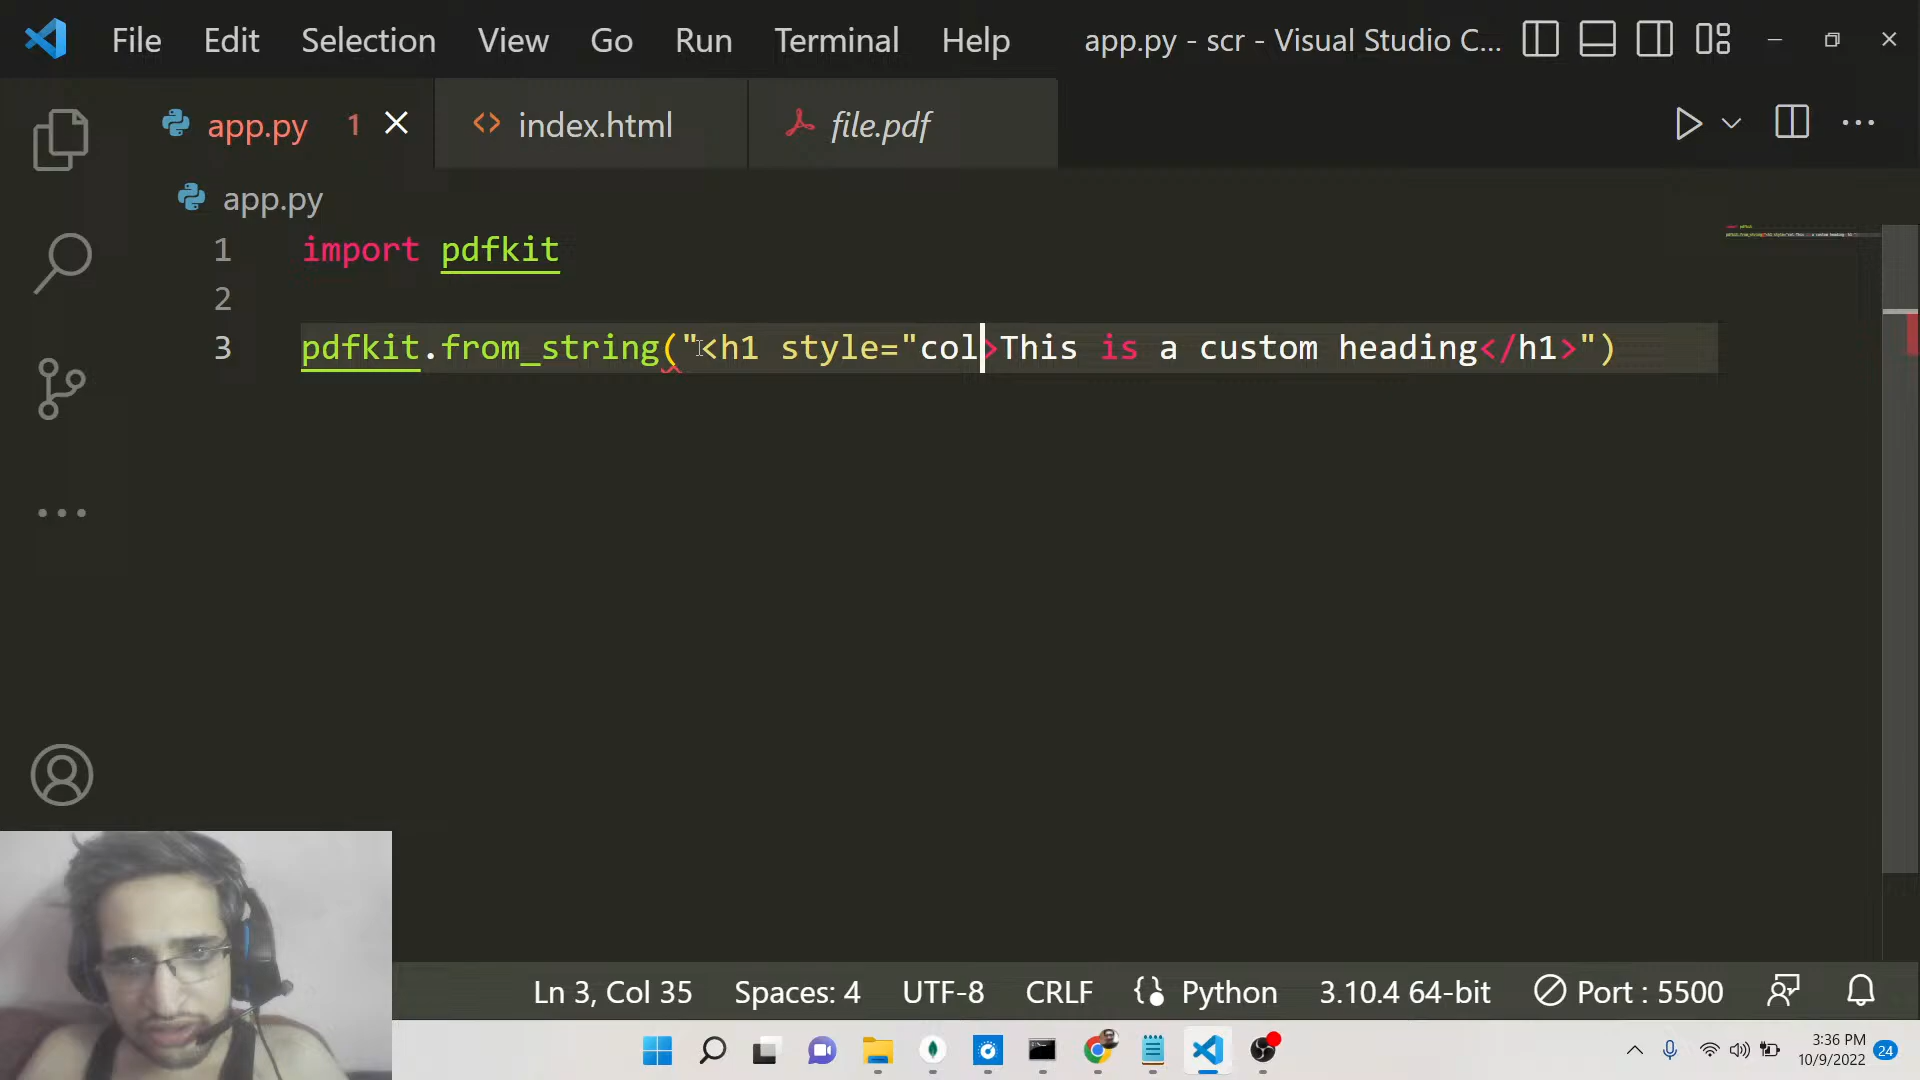 File Edit Selection View Go Run Terminal Help app.py - scr - Visual Studio C...
app.py 1 index.html file.pdf
app.py
1 import pdfkit
2
3 pdfkit.from_string("<h1 style="col>This is a custom heading</h1>")
Ln 3, Col 35 Spaces: 4 UTF-8 CRLF Python 3.10.4 64-bit Port : 5500
3:36 PM
10/9/2022 24